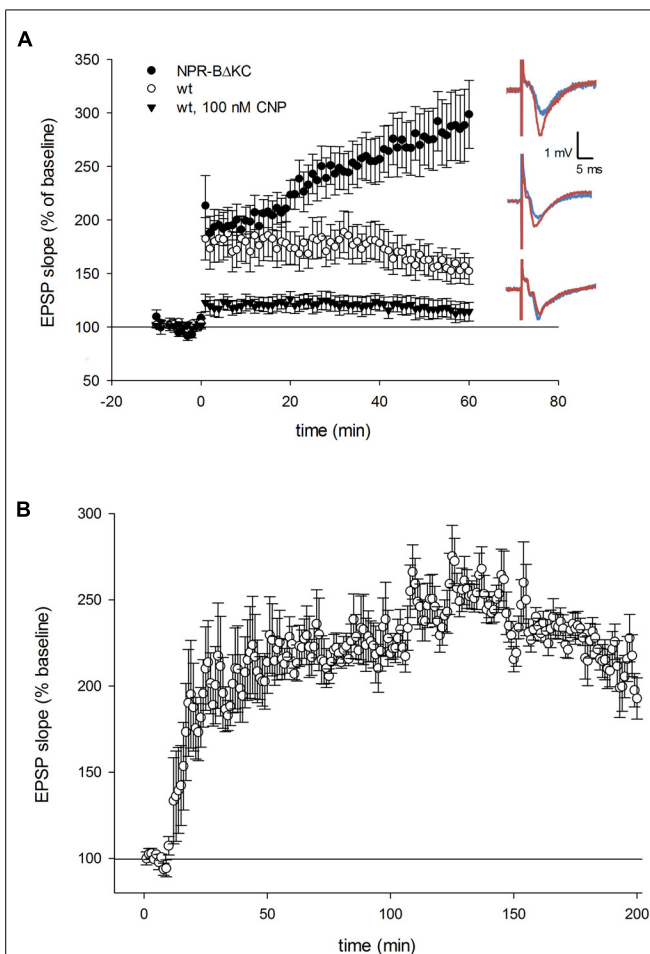 A
NPR-BΔKC
wt
wt, 100 nM CNP
350
300
250
200
150
100
50
EPSP slope (% of baseline)
1 mV
5 ms
-20 0 20 40 60 80
time (min)
B
300
250
200
150
100
EPSP slope (% baseline)
0 50 100 150 200
time (min)